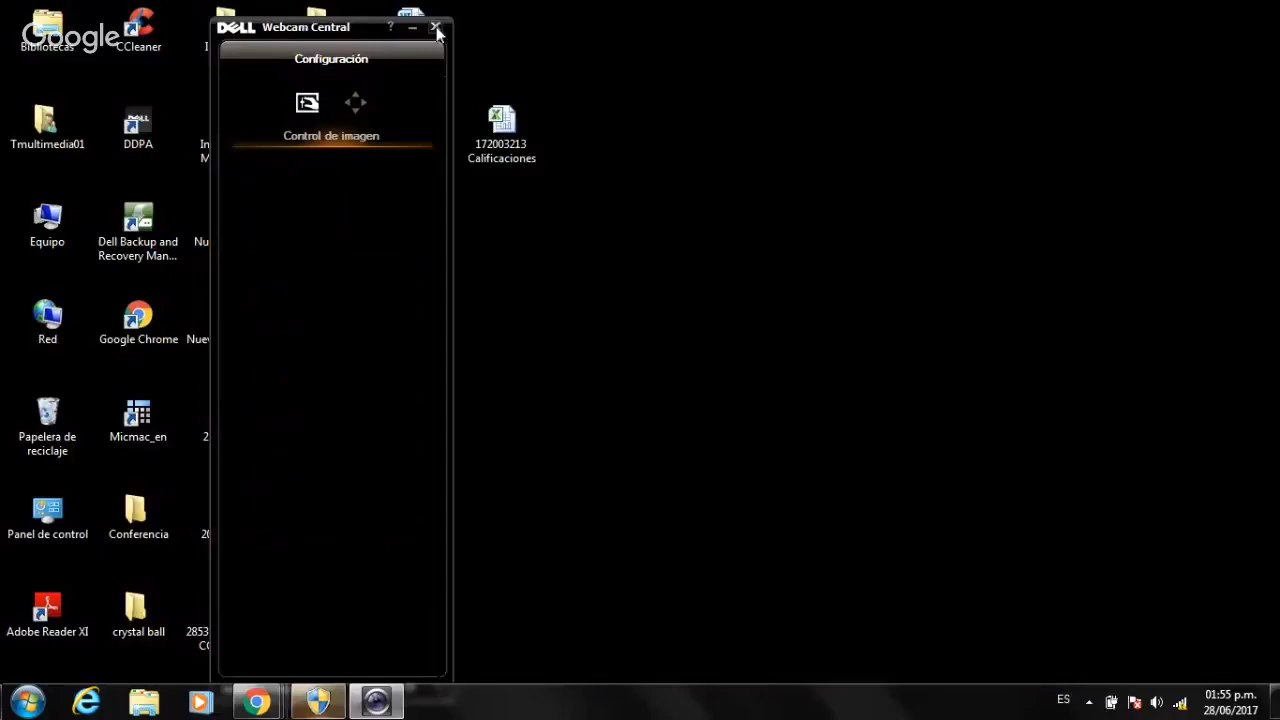 DELL Webcam Central ?
Google
Bibliotecas
CCleaner
Configuración
Control de imagen
Tmultimedia01
DDPA
172003213
Calificaciones
Equipo
Dell Backup and
Recovery Man...
Red
Google Chrome
Papelera de
reciclaje
Micmac_en
Panel de control
Conferencia
Adobe Reader XI
crystal ball
2853
ES
01:55 p.m.
28/06/2017